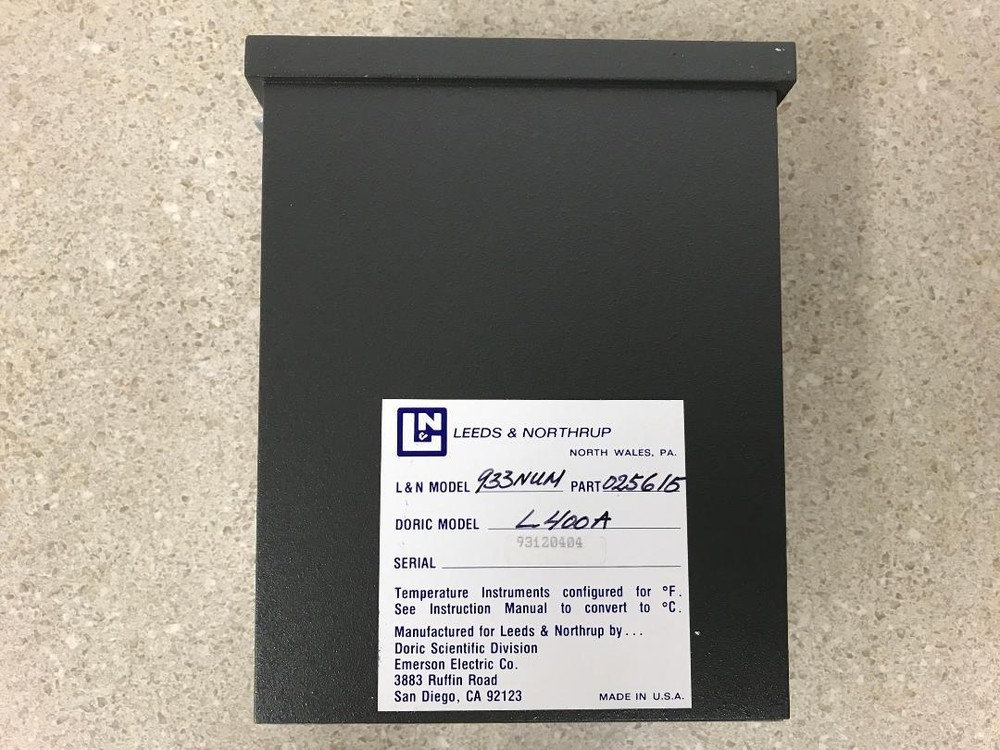 L&N LEEDS & NORTHRUP
NORTH WALES, PA.
L&N MODEL 933NUM PART 025615
DORIC MODEL L400A
93120404
SERIAL
Temperature Instruments configured for °F.
See Instruction Manual to convert to °C.
Manufactured for Leeds & Northrup by...
Doric Scientific Division
Emerson Electric Co.
3883 Ruffin Road
San Diego, CA 92123
MADE IN U.S.A.